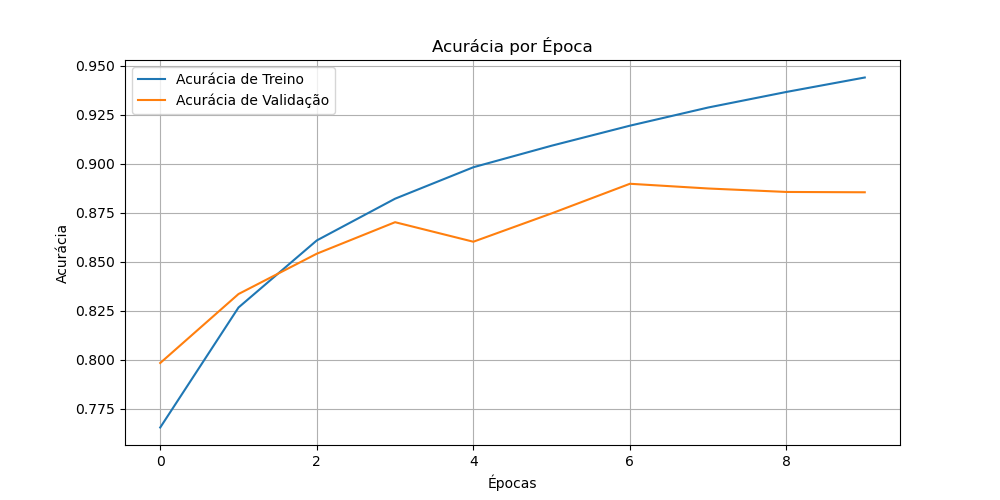 Acurácia por Época
Acurácia de Treino
Acurácia de Validação
0.950
0.925
0.900
0.875
0.850
0.825
0.800
0.775
Acurácia
0 2 4 6 8
Épocas